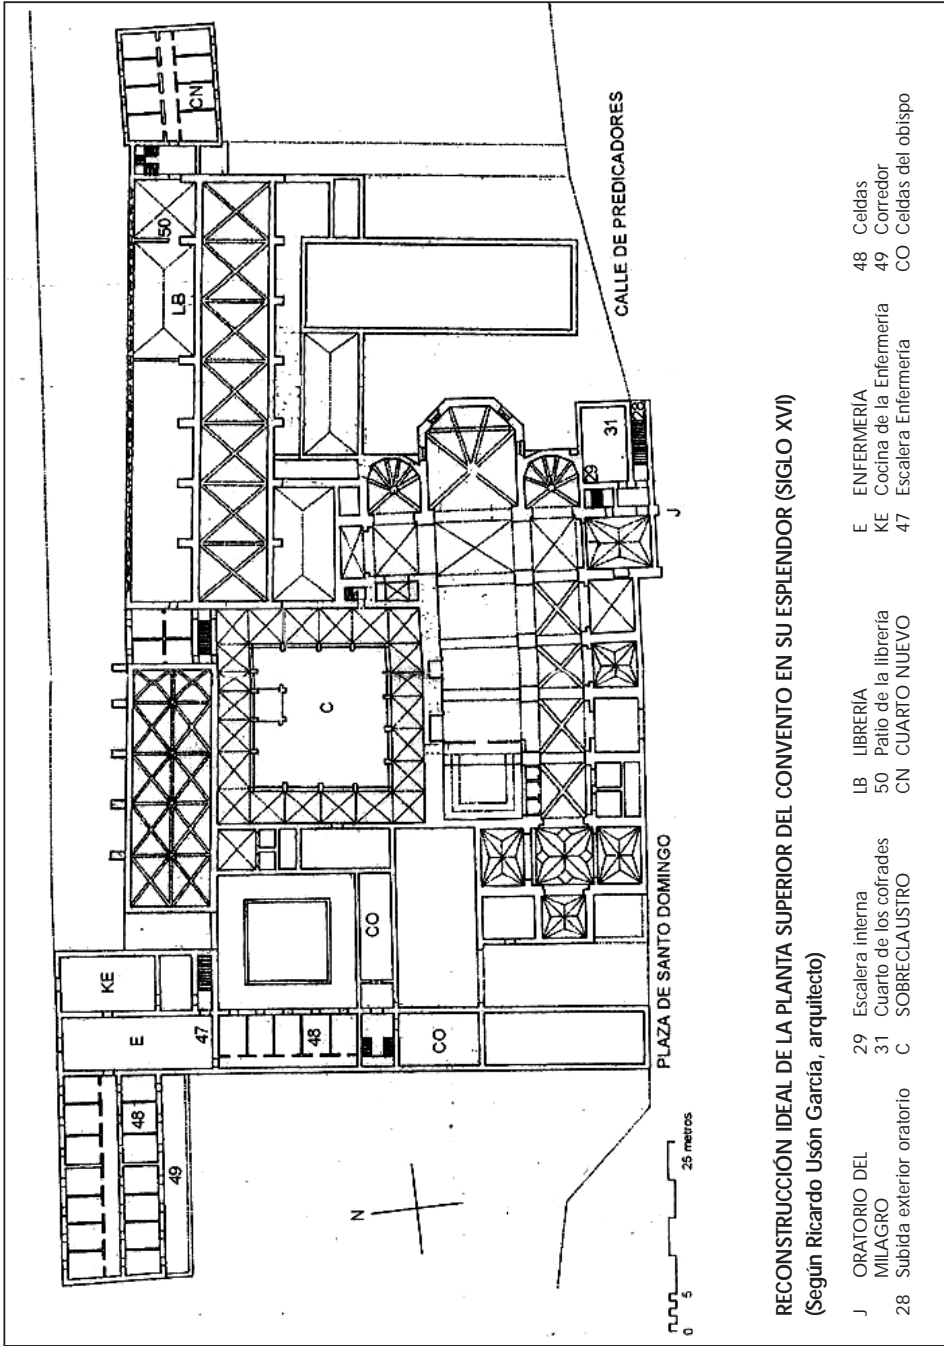 CN
50
LB
CALLE DE PREDICADORES
28
31
29
J
C
KE
E
47
48
CO
CO
PLAZA DE SANTO DOMINGO
48
49
N
0 5 25 metros
RECONSTRUCCIÓN IDEAL DE LA PLANTA SUPERIOR DEL CONVENTO EN SU ESPLENDOR (SIGLO XVI)
(Según Ricardo Usón García, arquitecto)
J ORATORIO DEL
MILAGRO
28 Subida exterior oratorio
29 Escalera interna
31 Cuarto de los cofrades
C SOBRECLAUSTRO
LB LIBRERÍA
50 Patio de la librería
CN CUARTO NUEVO
E ENFERMERÍA
KE Cocina de la Enfermería
47 Escalera Enfermería
48 Celdas
49 Corredor
CO Celdas del obispo